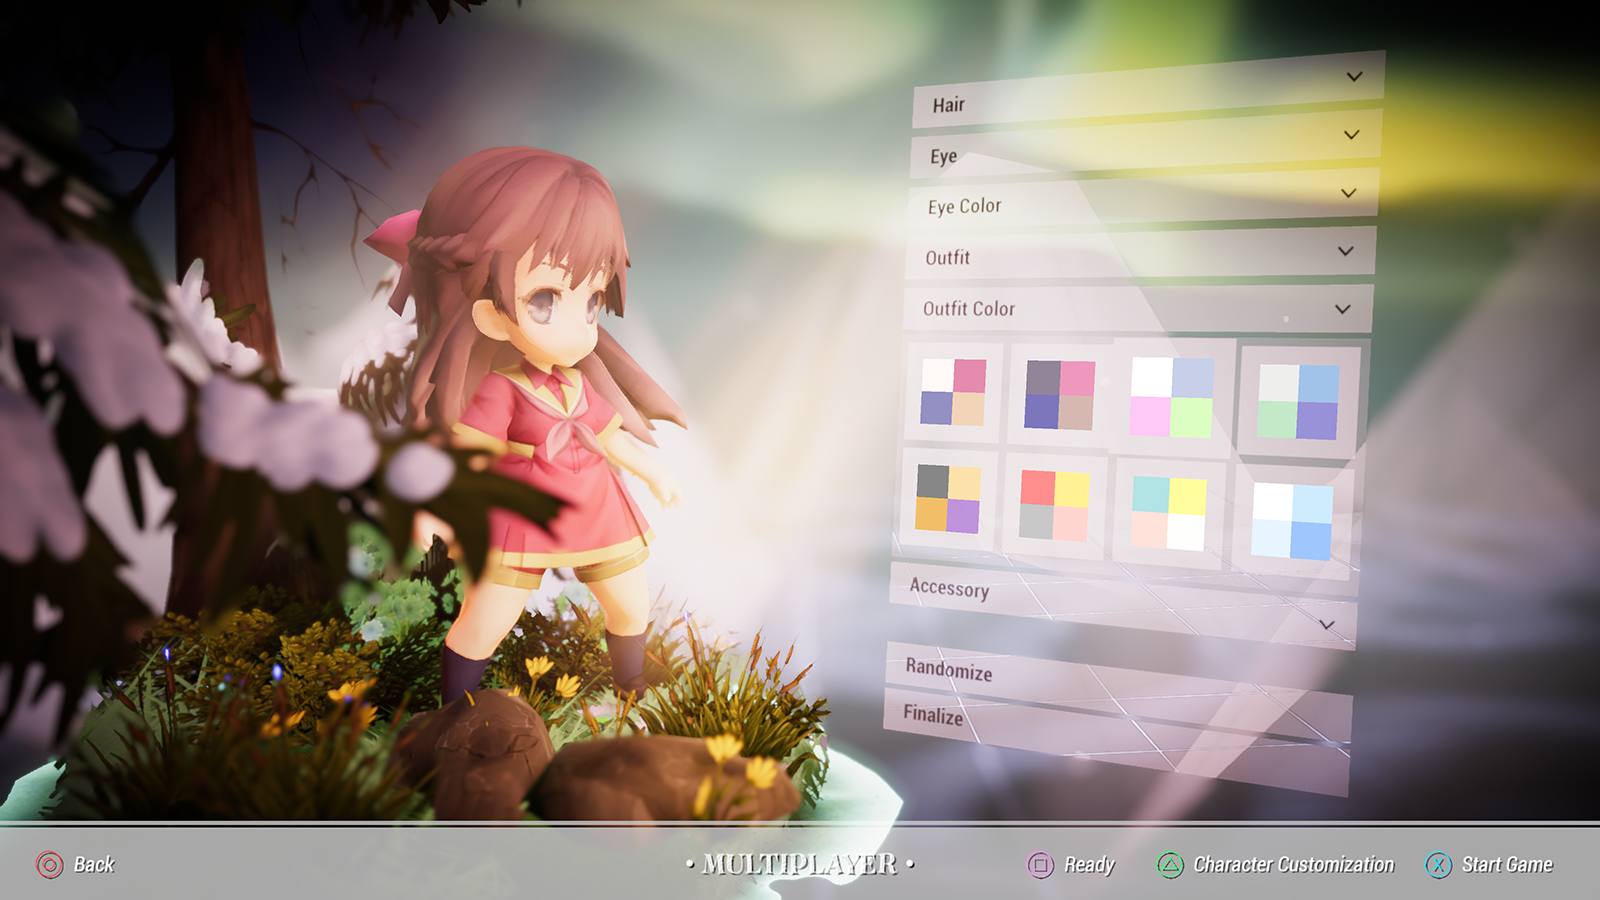 Hair
Eye
Eye Color
Outfit
Outfit Color
Accessory
Randomize
Finalize
Back
• MULTIPLAYER •
Ready
Character Customization
X Start Game